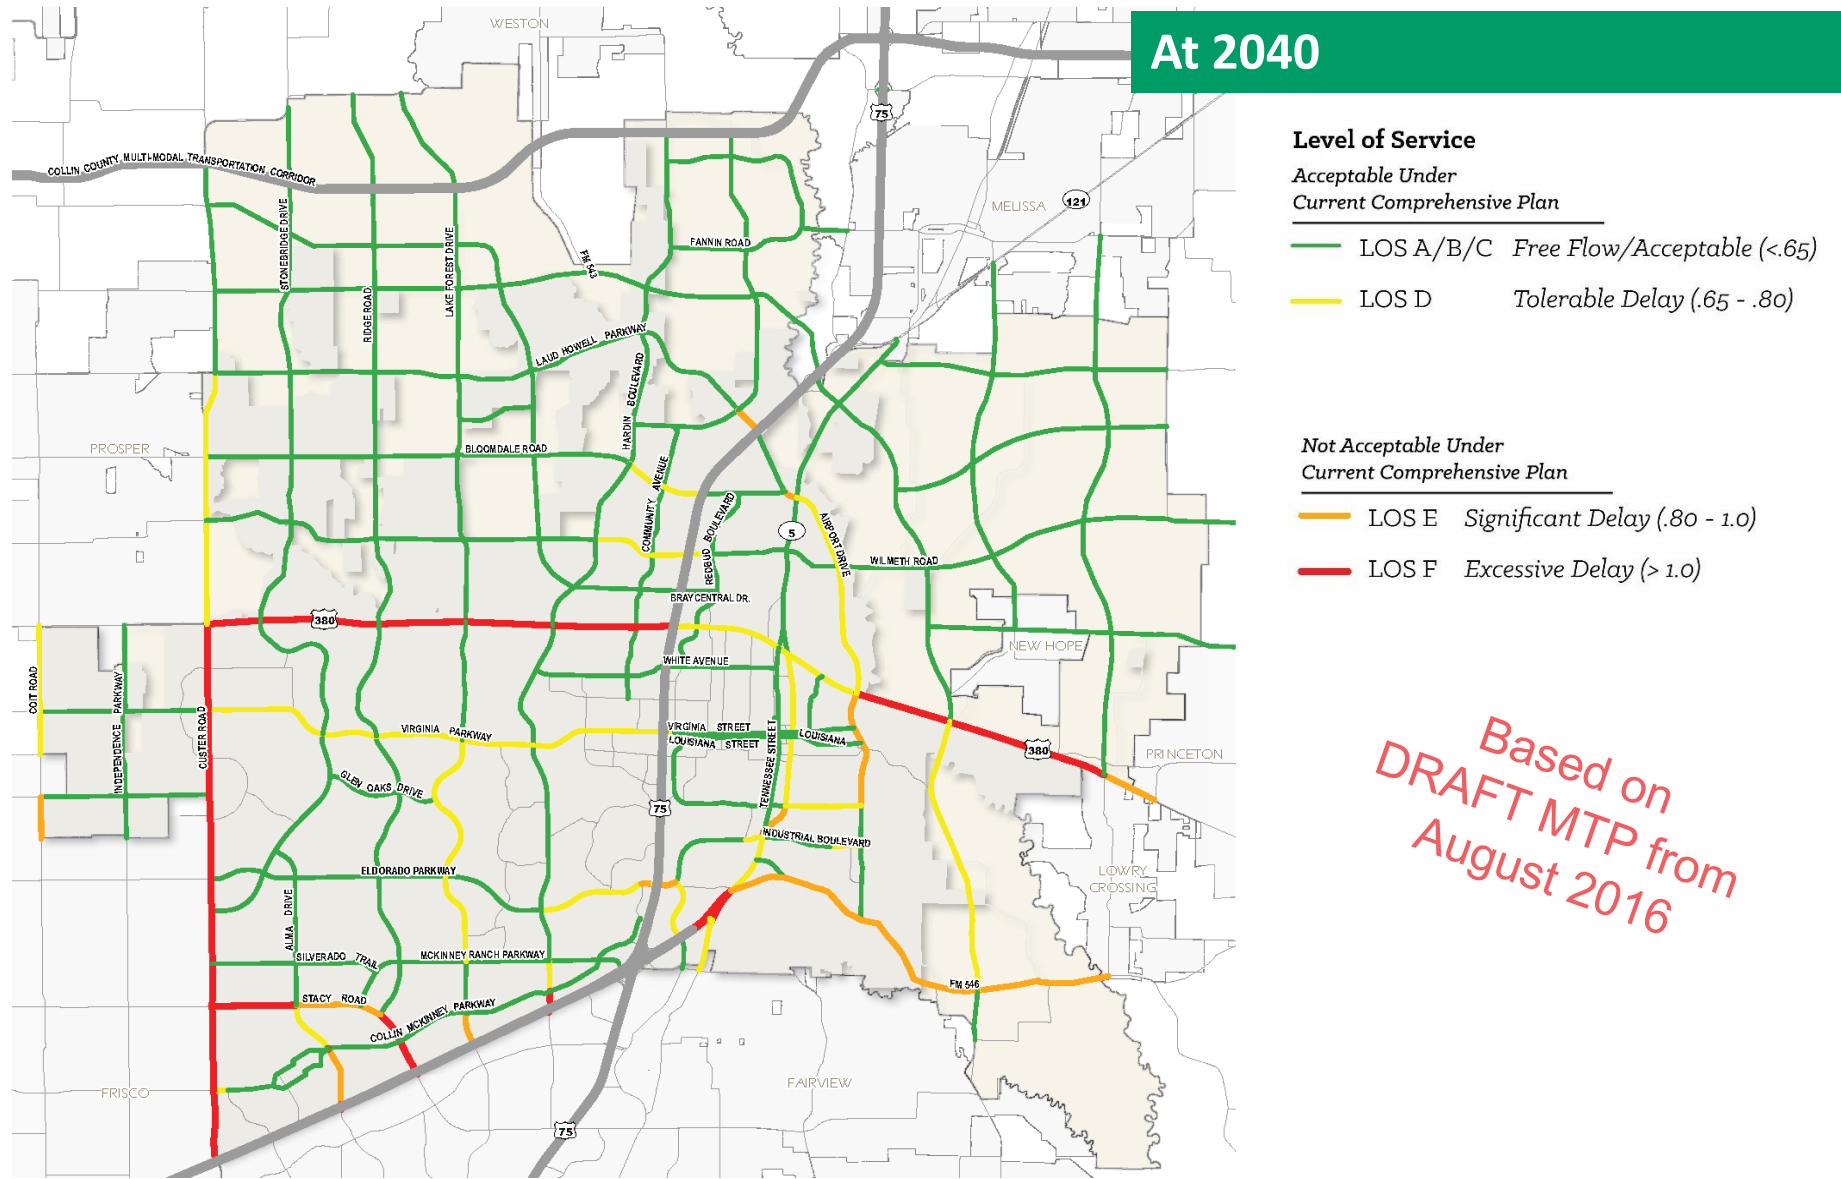 At 2040
Level of Service
Acceptable Under
Current Comprehensive Plan
LOS A/B/C Free Flow/Acceptable (<.65)
LOS D Tolerable Delay (.65 - .80)
Not Acceptable Under
Current Comprehensive Plan
LOS E Significant Delay (.80 - 1.0)
LOS F Excessive Delay (> 1.0)
Based on
DRAFT MTP from
August 2016
WESTON
75
COLLIN COUNTY MULTI-MODAL TRANSPORTATION CORRIDOR
121
MELISSA
STONEBRIDGE DRIVE
LAKE FOREST DRIVE
FANNIN ROAD
FM 543
RIDGE ROAD
LAUD HOWELL PARKWAY
HARDIN BOULEVARD
PROSPER
BLOOMDALE ROAD
COMMUNITY AVENUE
REDBUD BOULEVARD
5
AIRPORT DRIVE
WILMETH ROAD
BRAY CENTRAL DR.
380
NEW HOPE
WHITE AVENUE
COIT ROAD
INDEPENDENCE PARKWAY
CUSTER ROAD
VIRGINIA PARKWAY
VIRGINIA STREET
LOUISIANA STREET
LOUISIANA
TENNESSEE STREET
380
PRINCETON
GLEN OAKS DRIVE
75
INDUSTRIAL BOULEVARD
ELDORADO PARKWAY
LOWRY
CROSSING
ALMA DRIVE
SILVERADO TRAIL
MCKINNEY RANCH PARKWAY
FM 546
STACY ROAD
COLLIN MCKINNEY PARKWAY
FRISCO
FAIRVIEW
75